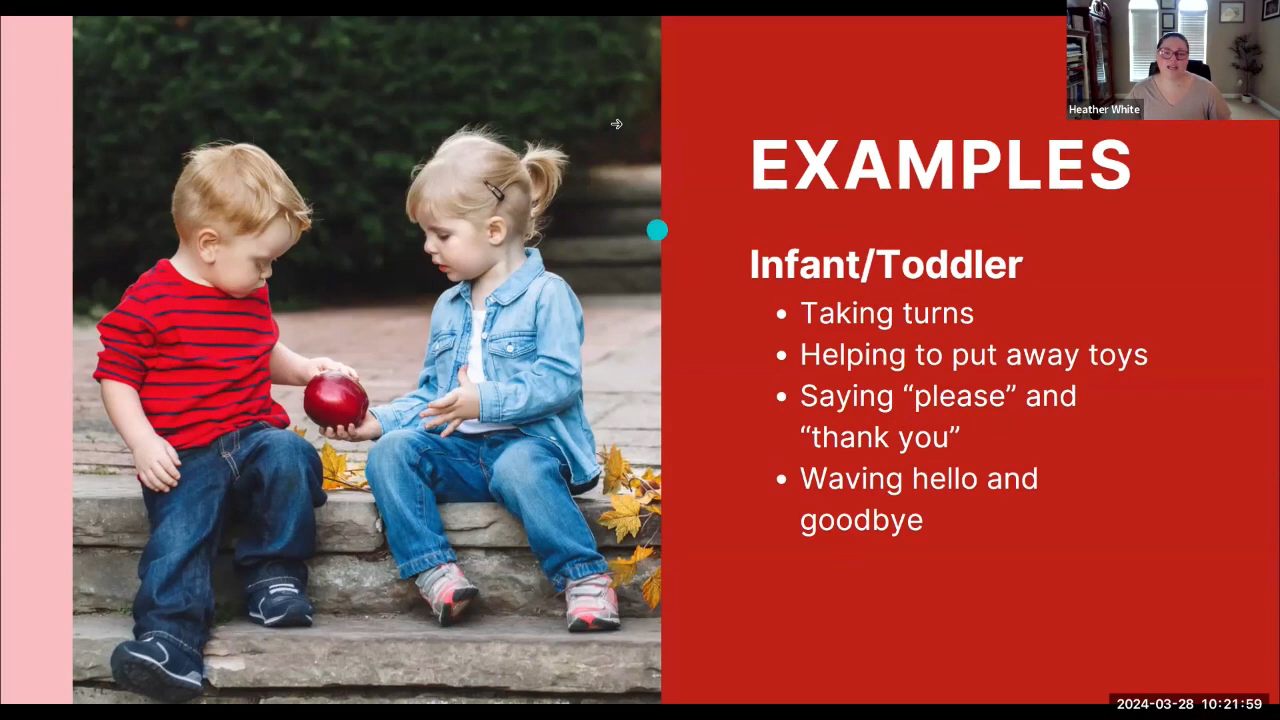 Heather White
EXAMPLES
Infant/Toddler
• Taking turns
• Helping to put away toys
• Saying “please” and
“thank you”
• Waving hello and
goodbye
2024-03-28 10:21:59